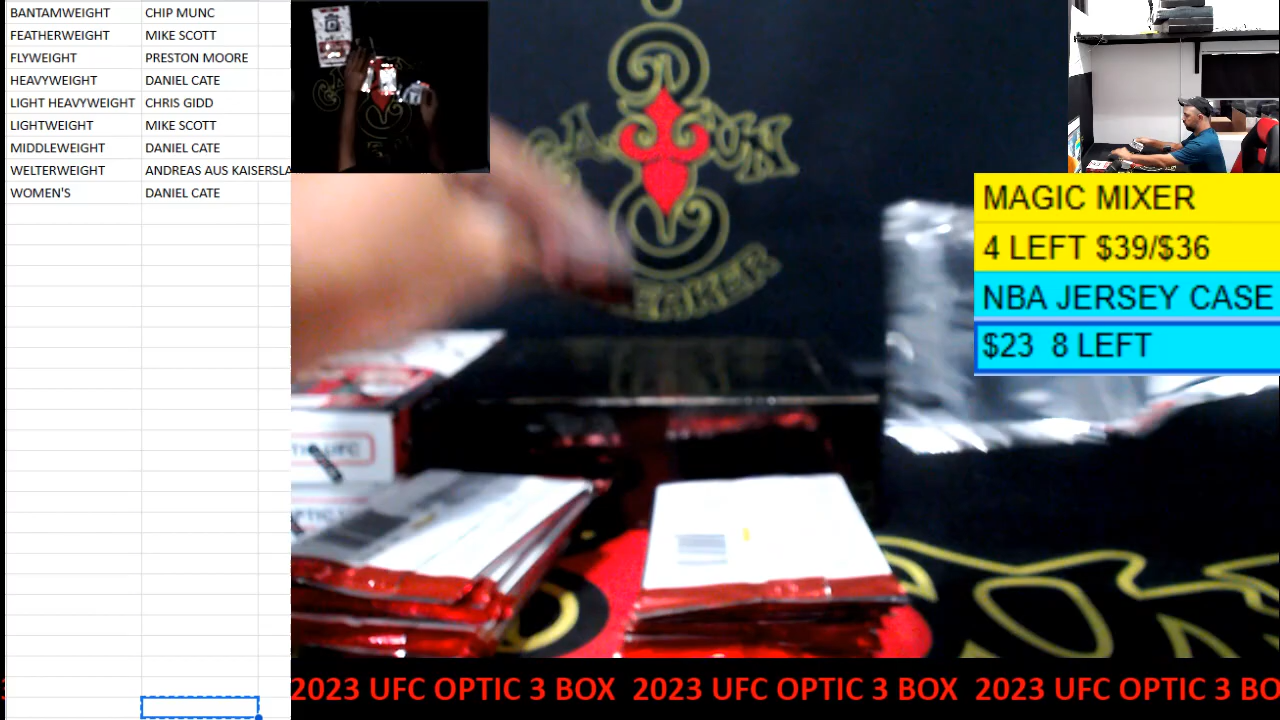 BANTAMWEIGHT CHIP MUNC
FEATHERWEIGHT MIKE SCOTT
FLYWEIGHT PRESTON MOORE
HEAVYWEIGHT DANIEL CATE
LIGHT HEAVYWEIGHT CHRIS GIDD
LIGHTWEIGHT MIKE SCOTT
MIDDLEWEIGHT DANIEL CATE
WELTERWEIGHT ANDREAS AUS KAISERSLA
WOMEN'S DANIEL CATE
MAGIC MIXER
4 LEFT $39/$36
NBA JERSEY CASE
$23 8 LEFT
2023 UFC OPTIC 3 BOX 2023 UFC OPTIC 3 BOX 2023 UFC OPTIC 3 BO